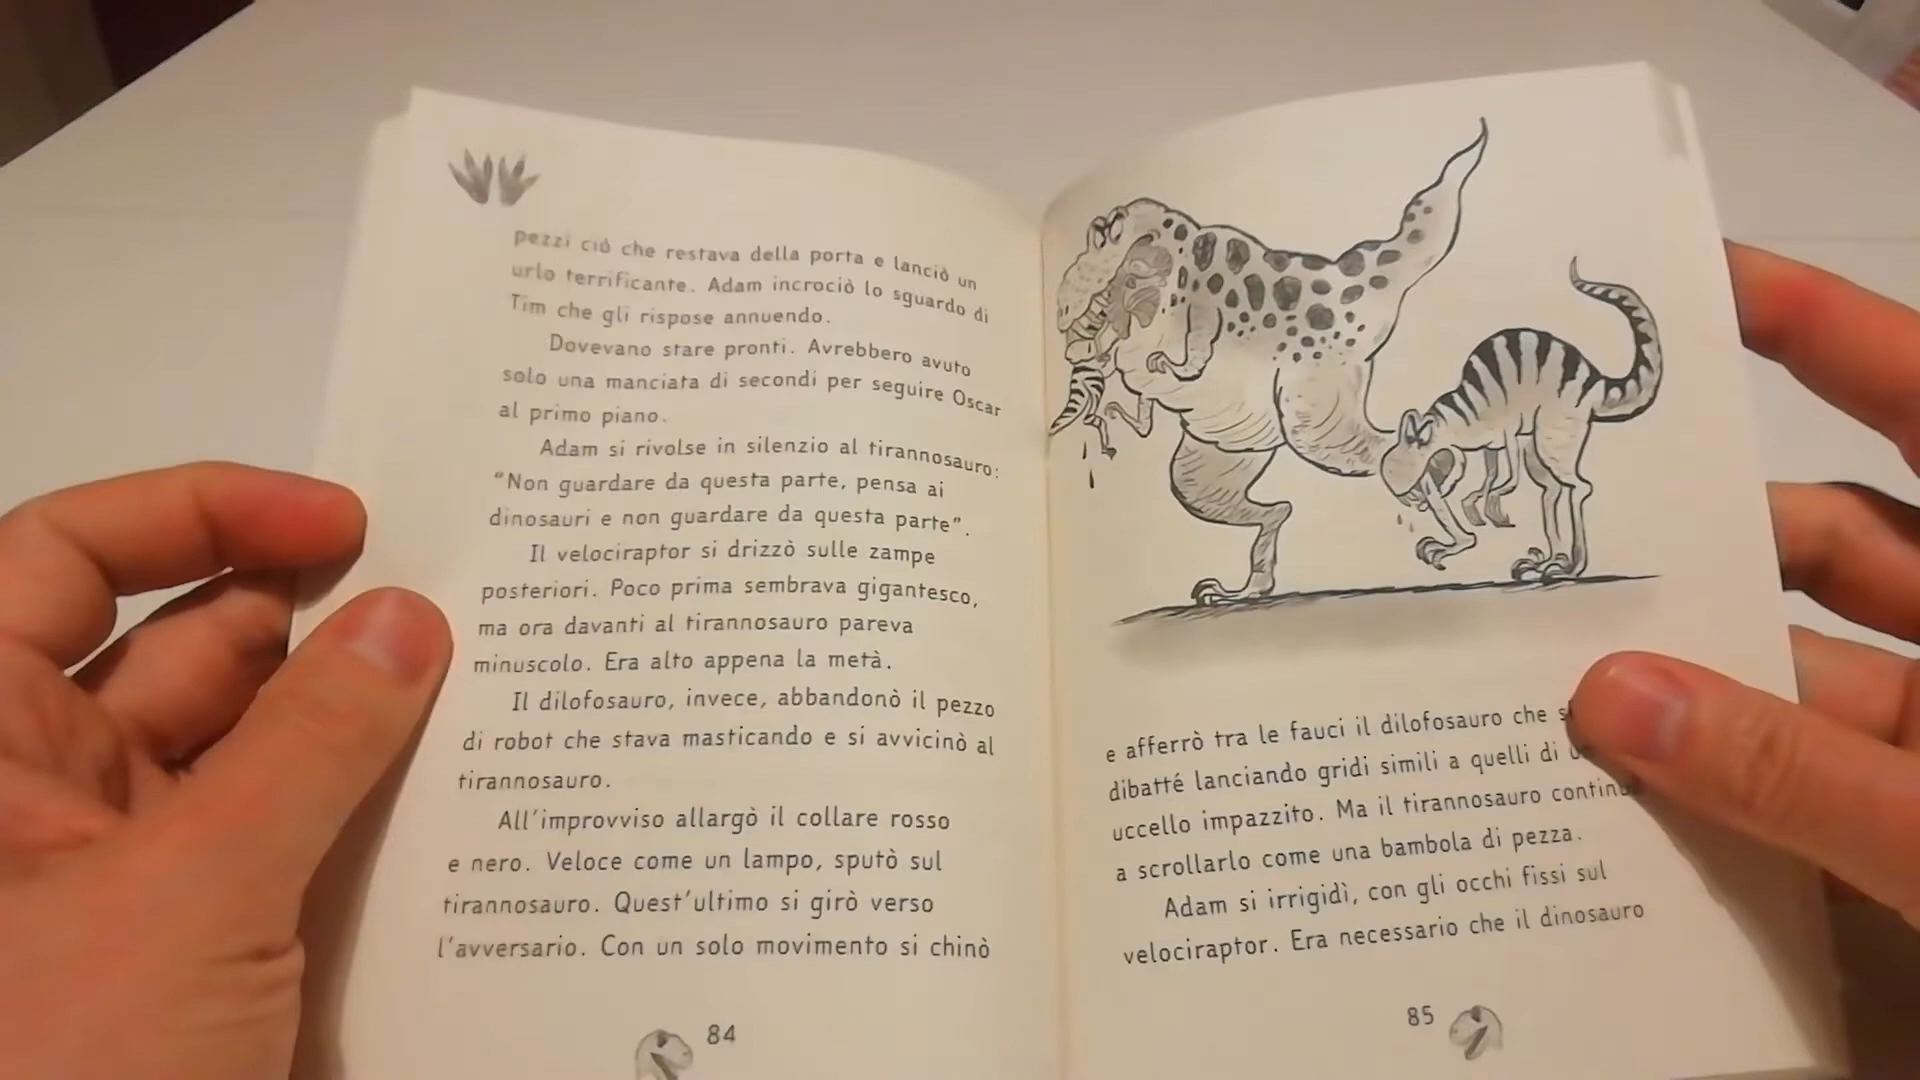 pezzi ciò che restava della porta e lanciò un
urlo terrificante. Adam incrociò lo sguardo di
Tim che gli rispose annuendo.
Dovevano stare pronti. Avrebbero avuto
solo una manciata di secondi per seguire Oscar
al primo piano.
Adam si rivolse in silenzio al tirannosauro:
“Non guardare da questa parte, pensa ai
dinosauri e non guardare da questa parte”.
Il velociraptor si drizzò sulle zampe
posteriori. Poco prima sembrava gigantesco,
ma ora davanti al tirannosauro pareva
minuscolo. Era alto appena la metà.
Il dilofosauro, invece, abbandonò il pezzo
di robot che stava masticando e si avvicinò al
tirannosauro.
All’improvviso allargò il collare rosso
e nero. Veloce come un lampo, sputò sul
tirannosauro. Quest’ultimo si girò verso
l’avversario. Con un solo movimento si chinò
84
e afferrò tra le fauci il dilofosauro che
dibatté lanciando gridi simili a quelli di
uccello impazzito. Ma il tirannosauro
a scrollarlo come una bambola di pezza.
Adam si irrigidì, con gli occhi fissi sul
velociraptor. Era necessario che il dinosauro
85